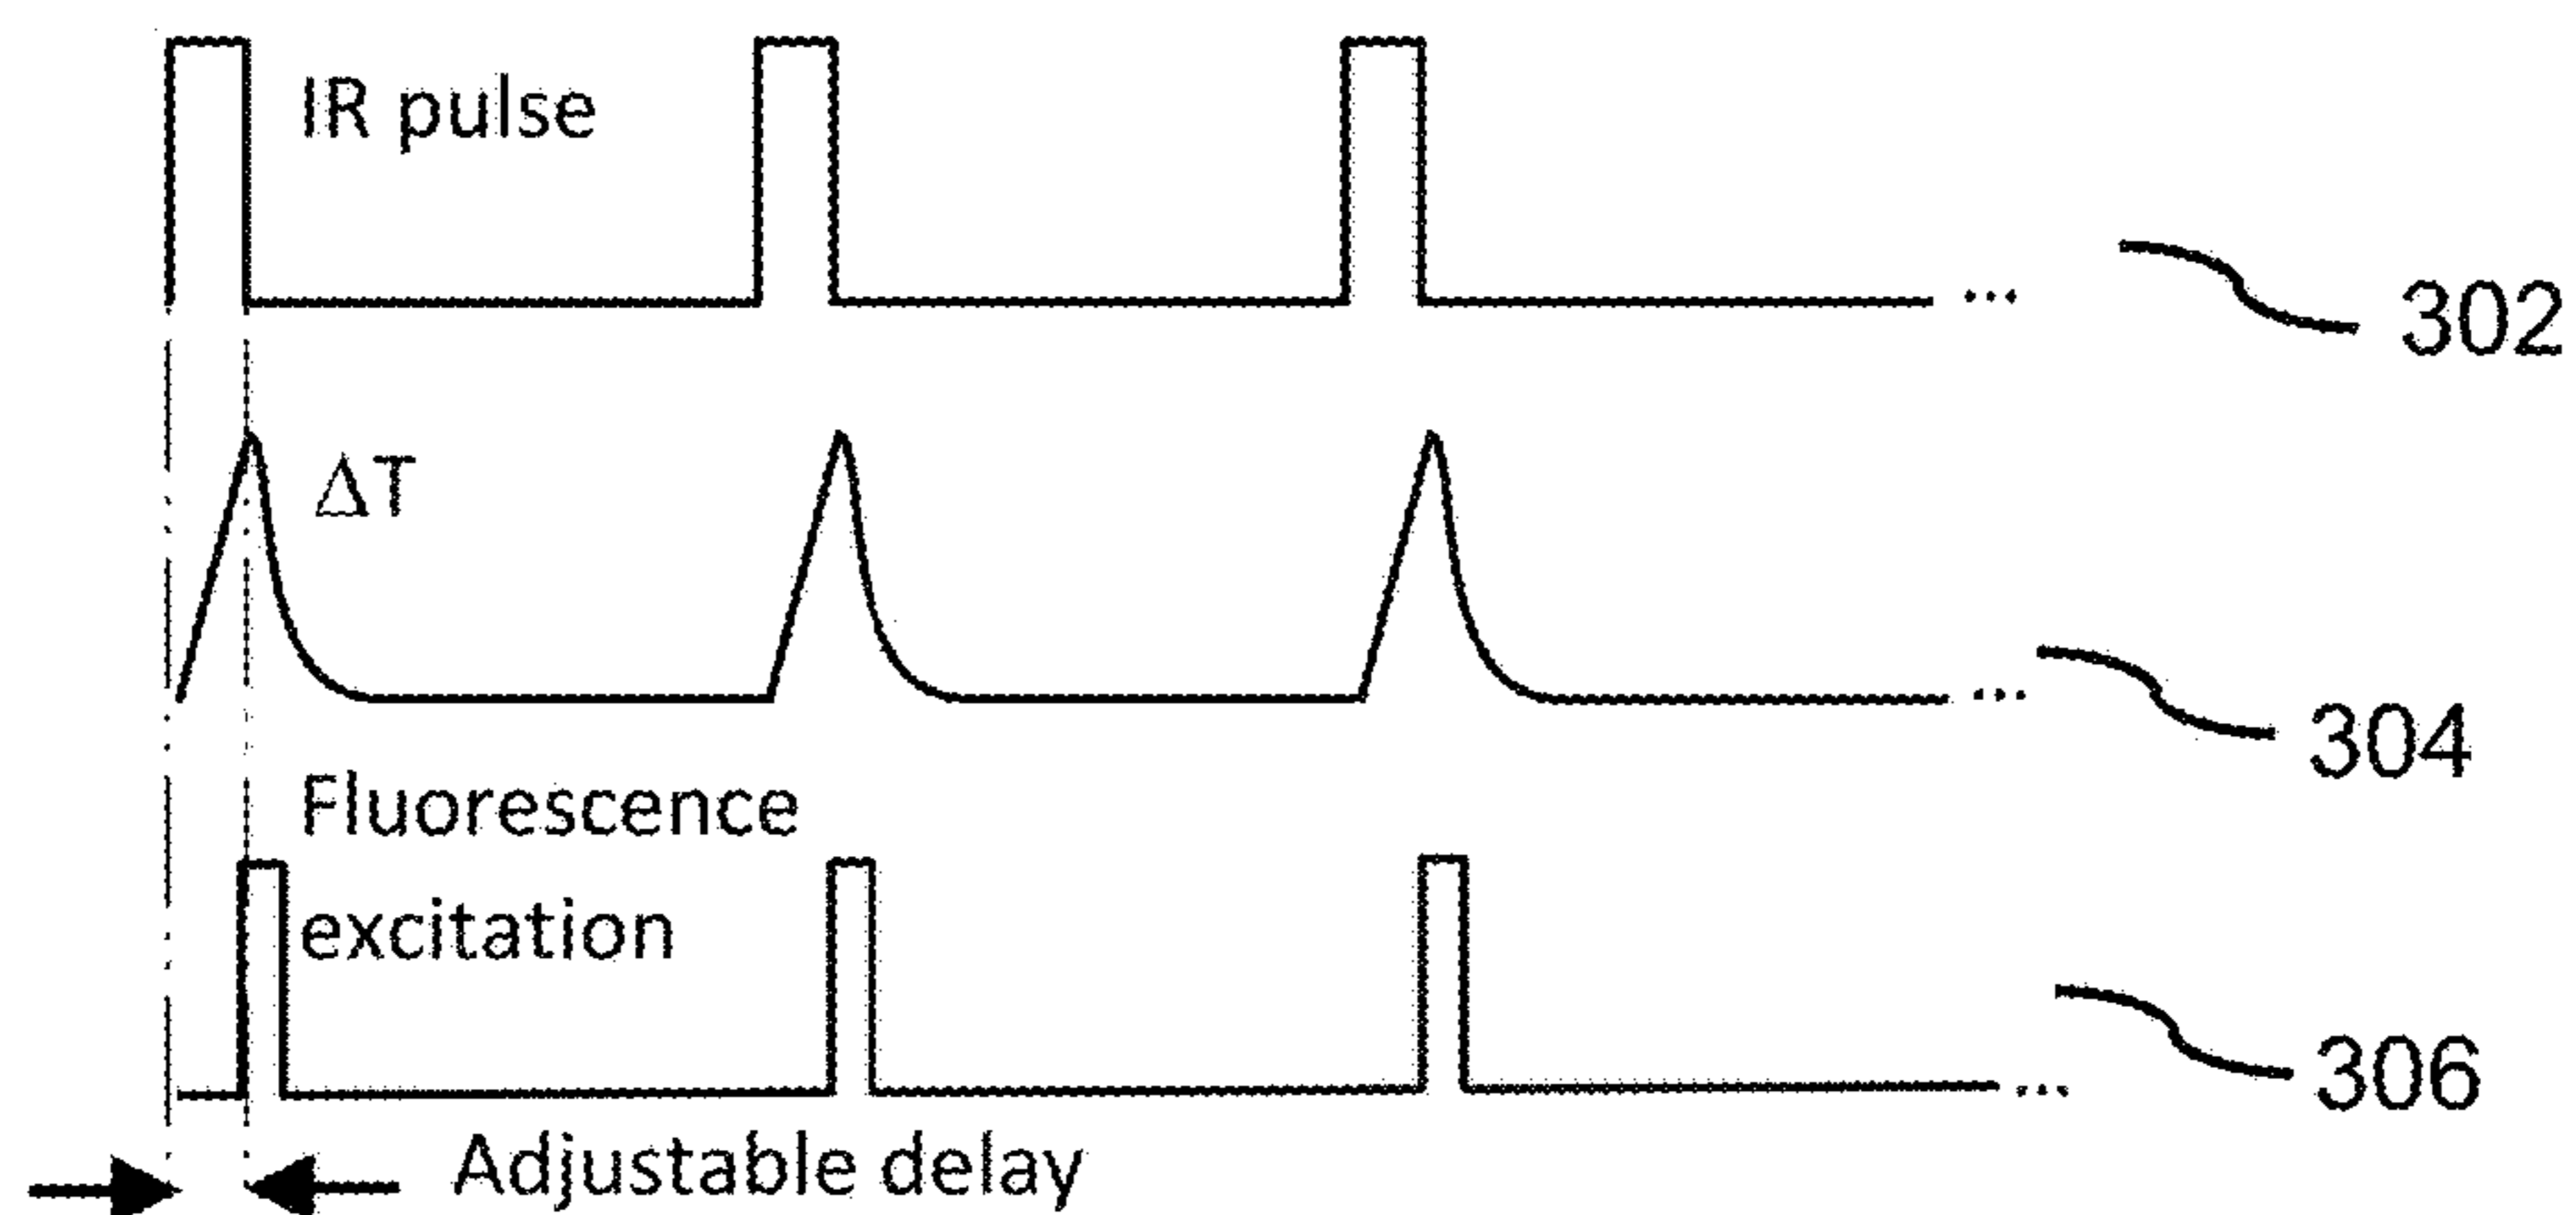 IR pulse
... 302
ΔT
... 304
Fluorescence
excitation
... 306
Adjustable delay